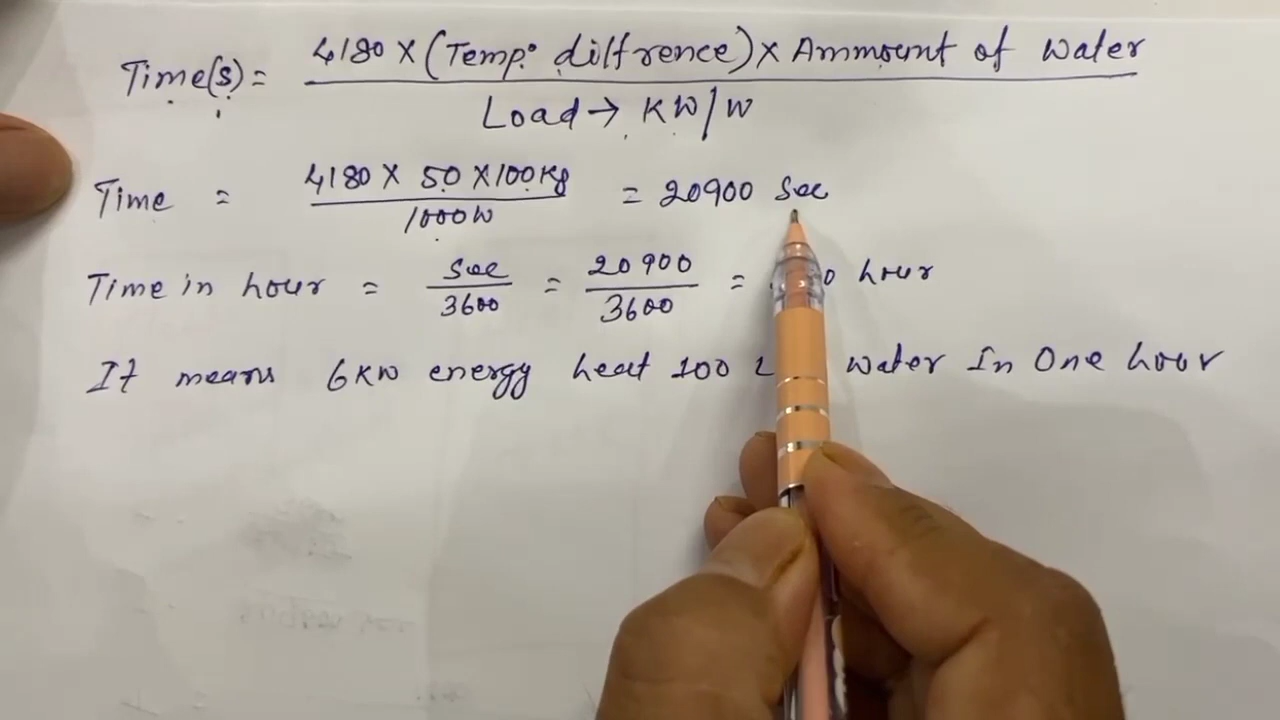 Time(s) = 4180 x (Temp. diffrence) x Ammount of water
Load → KW/W
Time = 4180 x 50 x 100Kg = 20900 Sec
1000W
Time in hour = Sec = 20900 = hour
3600 3600
It means 6KW energy heat 100 water In One hour